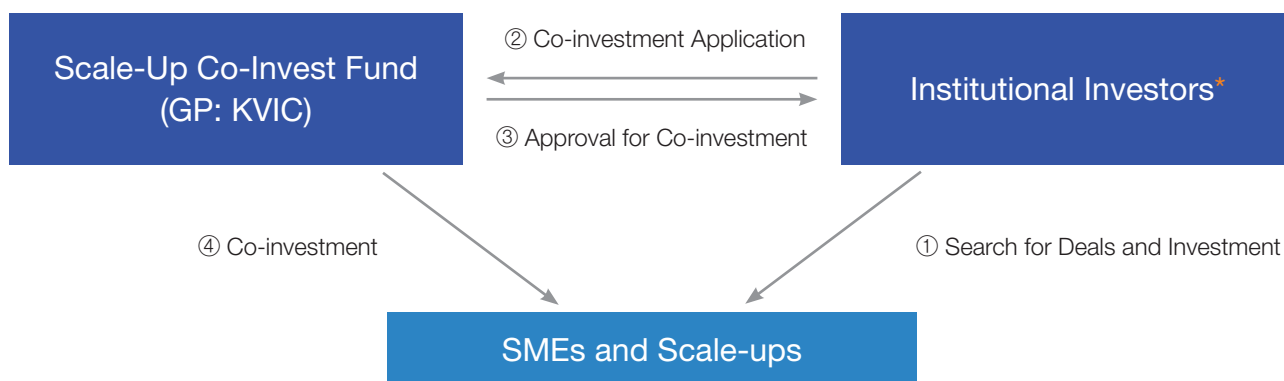 ② Co-investment Application
Scale-Up Co-Invest Fund
(GP: KVIC)
Institutional Investors*
③ Approval for Co-investment
④ Co-investment
① Search for Deals and Investment
SMEs and Scale-ups